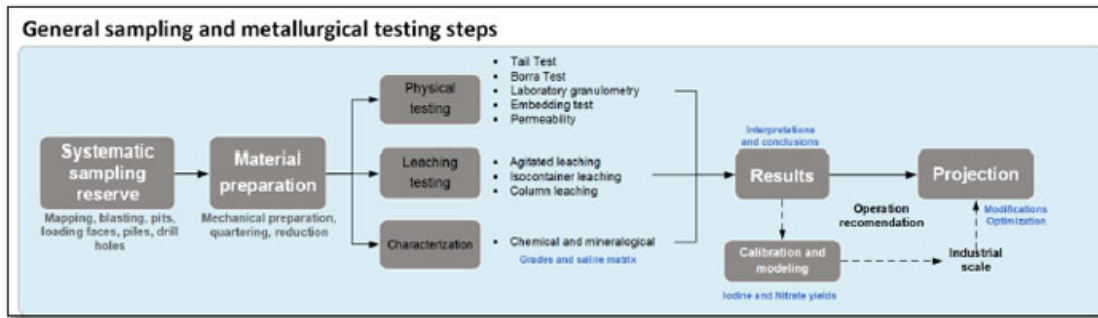 General sampling and metallurgical testing steps
Systematic
sampling
reserve
Mapping, blasting, pits,
loading faces, piles, drill
holes
Material
preparation
Mechanical preparation,
quartering, reduction
Physical
testing
• Tail Test
• Borra Test
• Laboratory granulometry
• Embedding test
• Permeability
Leaching
testing
• Agitated leaching
• Isocontainer leaching
• Column leaching
Characterization
• Chemical and mineralogical
Grades and saline matrix
Interpretations
and conclusions
Results
Operation
recomendation
Projection
Modifications
Optimization
Calibration and
modeling
Iodine and Nitrate yields
Industrial
scale